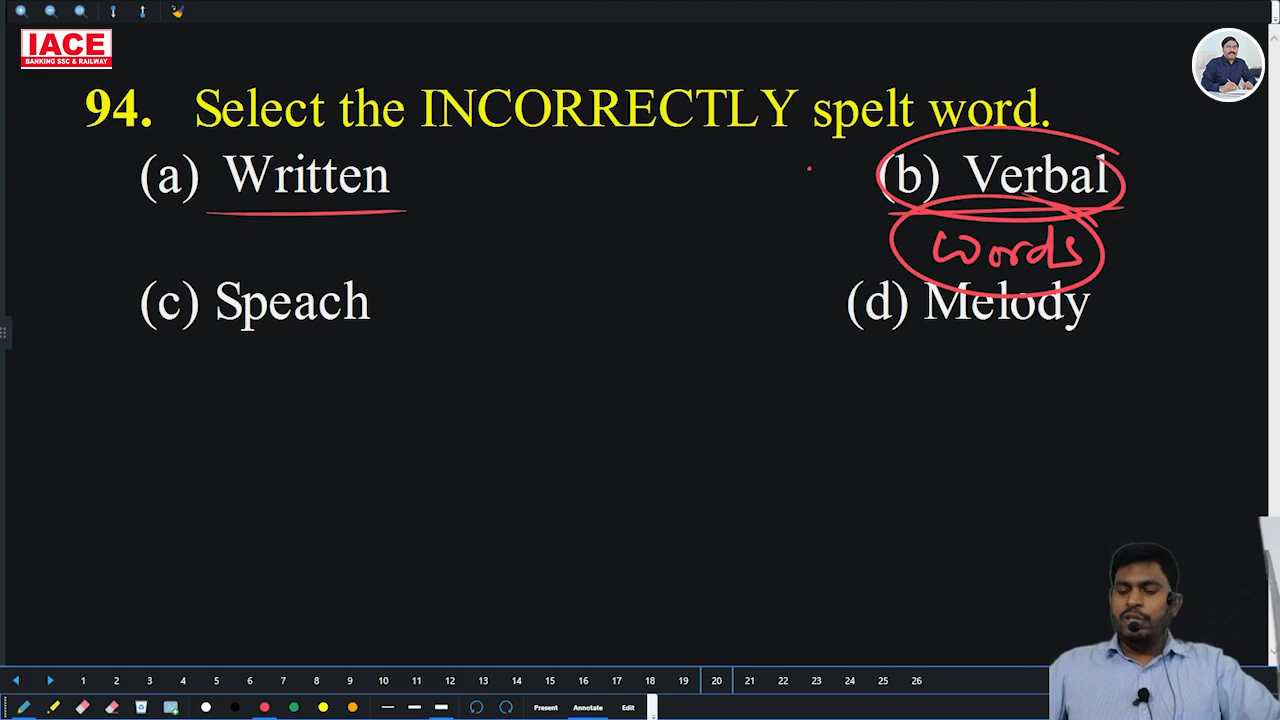 IACE
BANKING SSC & RAILWAY
94. Select the INCORRECTLY spelt word.
(a) Written (b) Verbal
words
(c) Speach (d) Melody
1 2 3 4 5 6 7 8 9 10 11 12 13 14 15 16 17 18 19 20 21 22 23 24 25 26
Present Annotate Edit